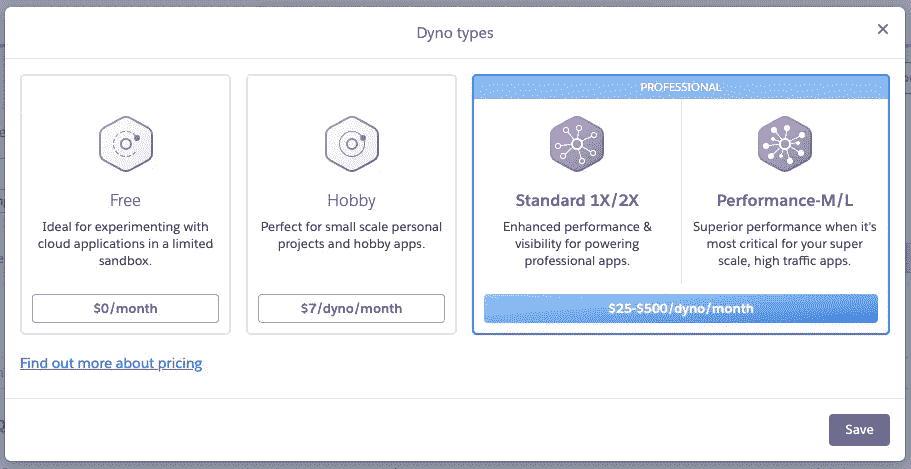 Dyno types
PROFESSIONAL
Free
Ideal for experimenting with
cloud applications in a limited
sandbox.
$0/month
Hobby
Perfect for small scale personal
projects and hobby apps.
$7/dyno/month
Standard 1X/2X
Enhanced performance &
visibility for powering
professional apps.
Performance-M/L
Superior performance when it's
most critical for your super
scale, high traffic apps.
$25-$500/dyno/month
Find out more about pricing
Save